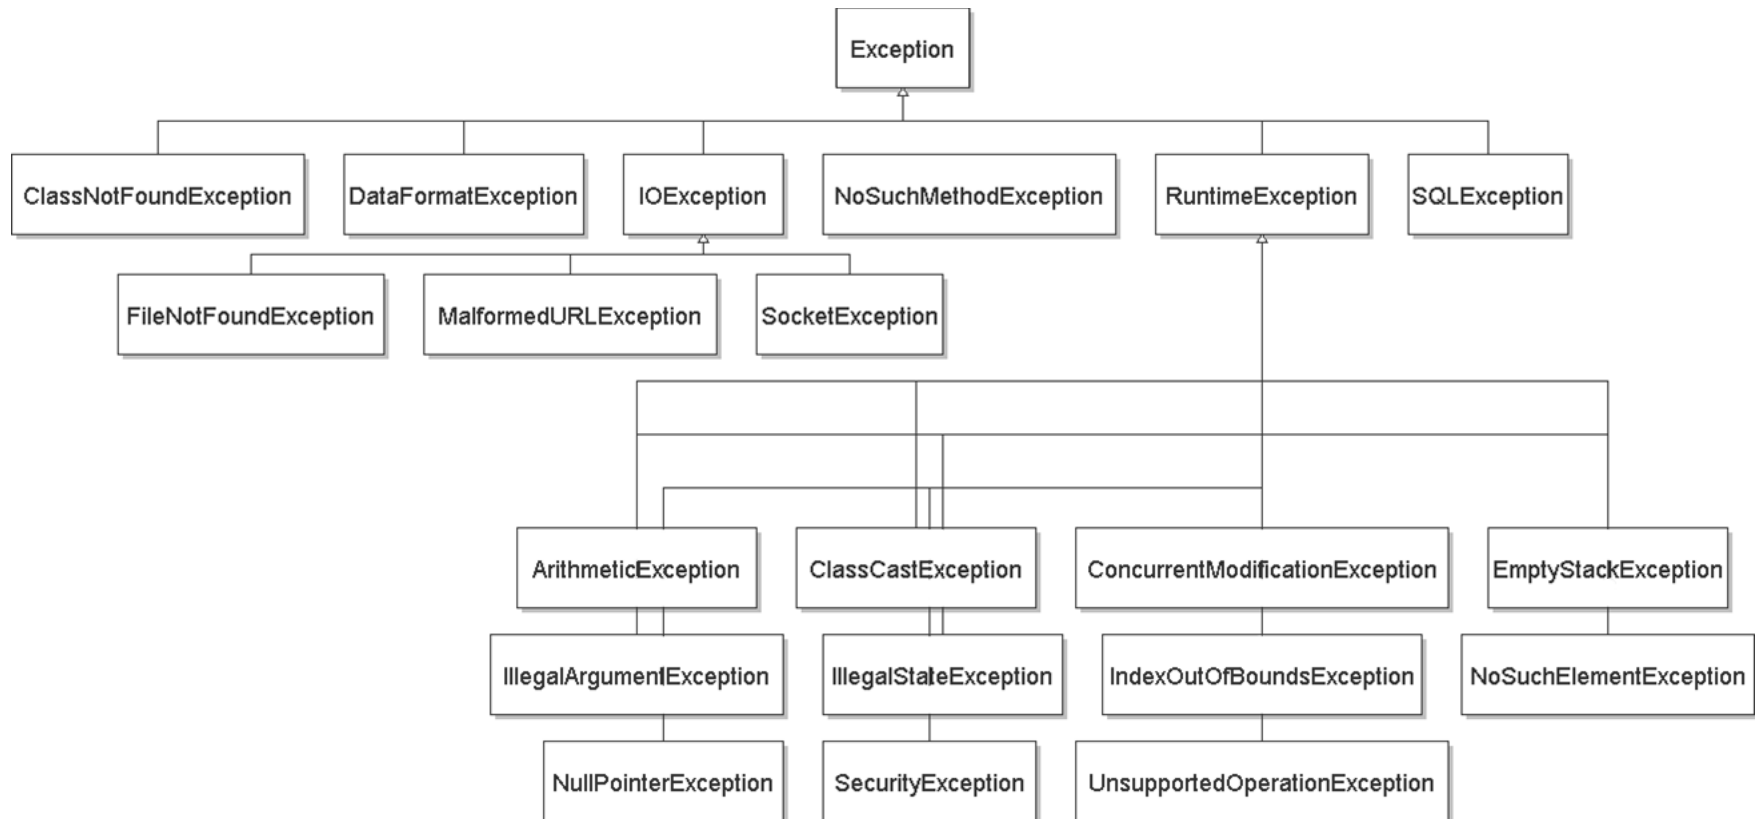 Exception
ClassNotFoundException
DataFormatException
IOException
NoSuchMethodException
RuntimeException
SQLException
FileNotFoundException
MalformedURLException
SocketException
ArithmeticException
ClassCastException
ConcurrentModificationException
EmptyStackException
IllegalArgumentException
IllegalStateException
IndexOutOfBoundsException
NoSuchElementException
NullPointerException
SecurityException
UnsupportedOperationException